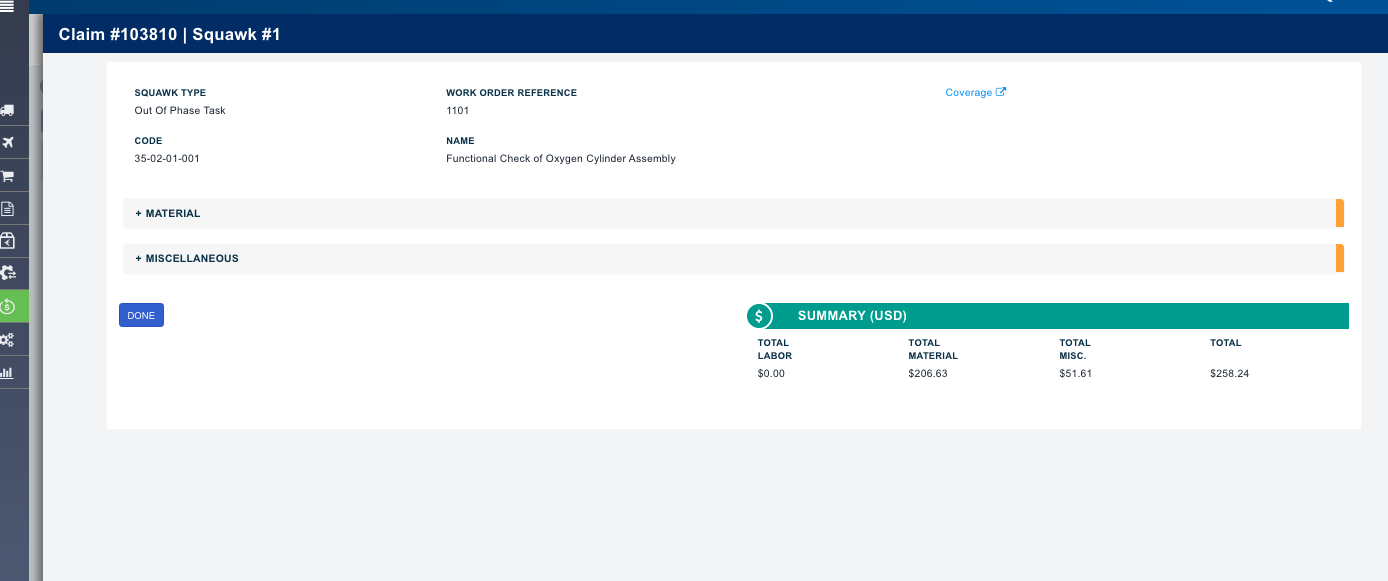 Claim #103810 | Squawk #1
SQUAWK TYPE
Out Of Phase Task
WORK ORDER REFERENCE
1101
Coverage
CODE
35-02-01-001
NAME
Functional Check of Oxygen Cylinder Assembly
+ MATERIAL
+ MISCELLANEOUS
DONE
$ SUMMARY (USD)
TOTAL LABOR
$0.00
TOTAL MATERIAL
$206.63
TOTAL MISC.
$51.61
TOTAL
$258.24